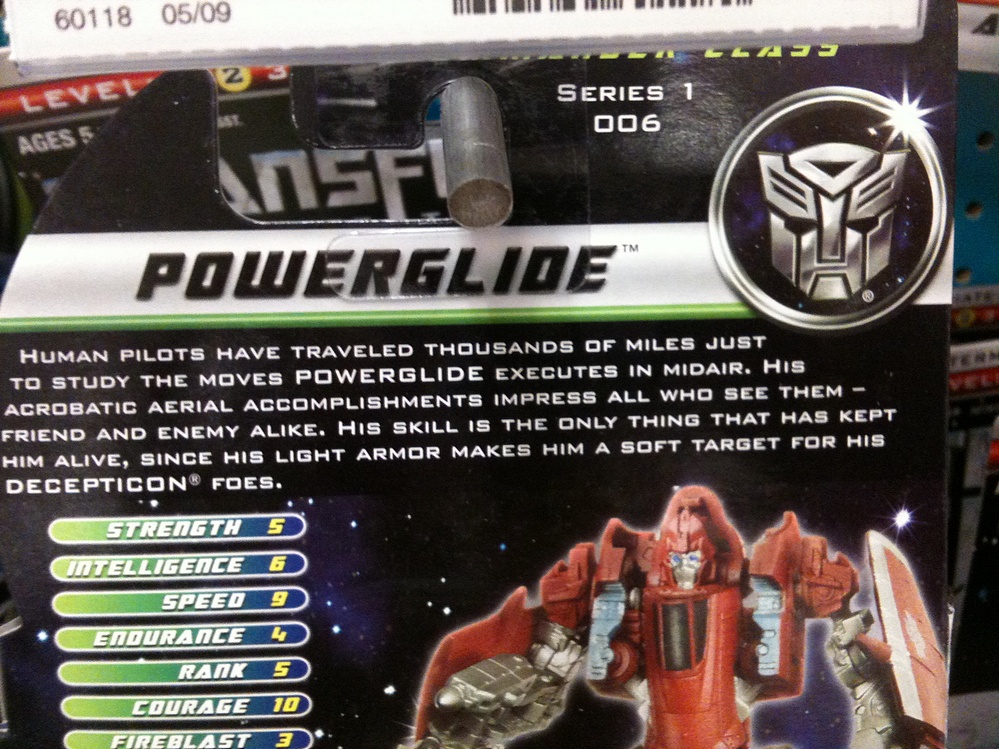 60118 05/09
CLASS
SERIES 1
006
LEVEL 2 3
AGES 5
POWERGLIDE™
HUMAN PILOTS HAVE TRAVELED THOUSANDS OF MILES JUST
TO STUDY THE MOVES POWERGLIDE EXECUTES IN MIDAIR. HIS
ACROBATIC AERIAL ACCOMPLISHMENTS IMPRESS ALL WHO SEE THEM –
FRIEND AND ENEMY ALIKE. HIS SKILL IS THE ONLY THING THAT HAS KEPT
HIM ALIVE, SINCE HIS LIGHT ARMOR MAKES HIM A SOFT TARGET FOR HIS
DECEPTICON® FOES.
STRENGTH 5
INTELLIGENCE 6
SPEED 9
ENDURANCE 4
RANK 5
COURAGE 10
FIREBLAST 3
®